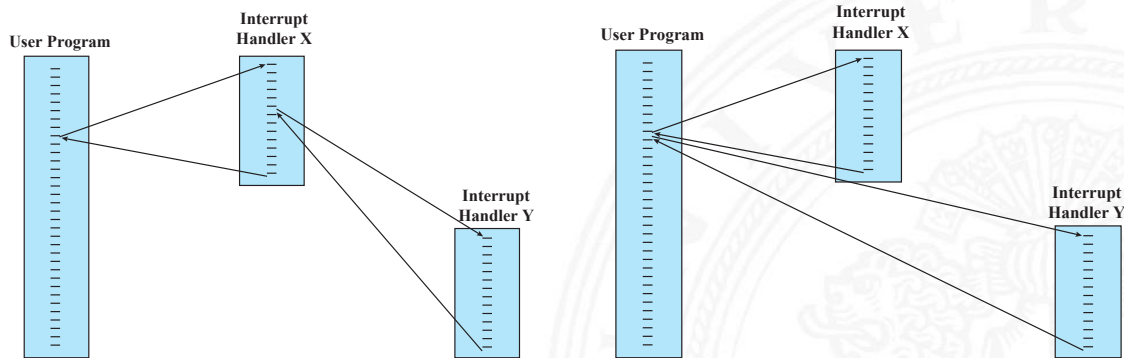 User Program
Interrupt
Handler X
Interrupt
Handler Y
User Program
Interrupt
Handler X
Interrupt
Handler Y